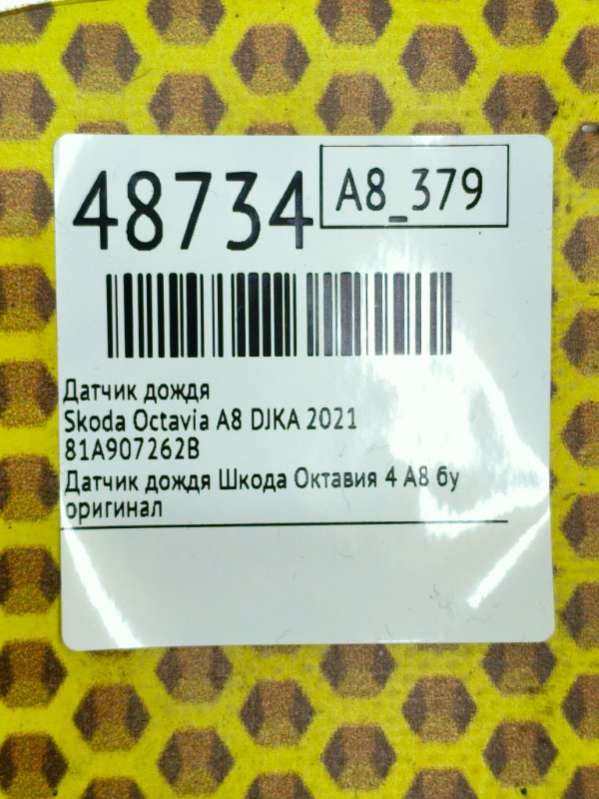 48734
A8_379
Датчик дождя
Skoda Octavia A8 DJKA 2021
81A907262B
Датчик дождя Шкода Октавия 4 А8 бу
оригинал